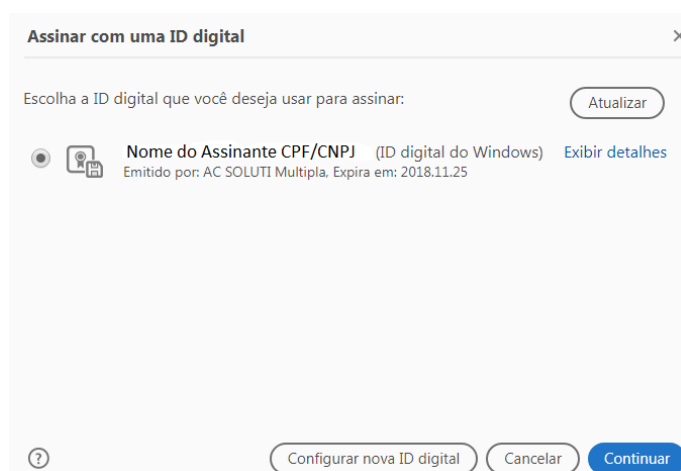 Assinar com uma ID digital
Escolha a ID digital que você deseja usar para assinar:
Atualizar
Nome do Assinante CPF/CNPJ (ID digital do Windows) Exibir detalhes
Emitido por: AC SOLUTI Multipla, Expira em: 2018.11.25
? Configurar nova ID digital Cancelar Continuar